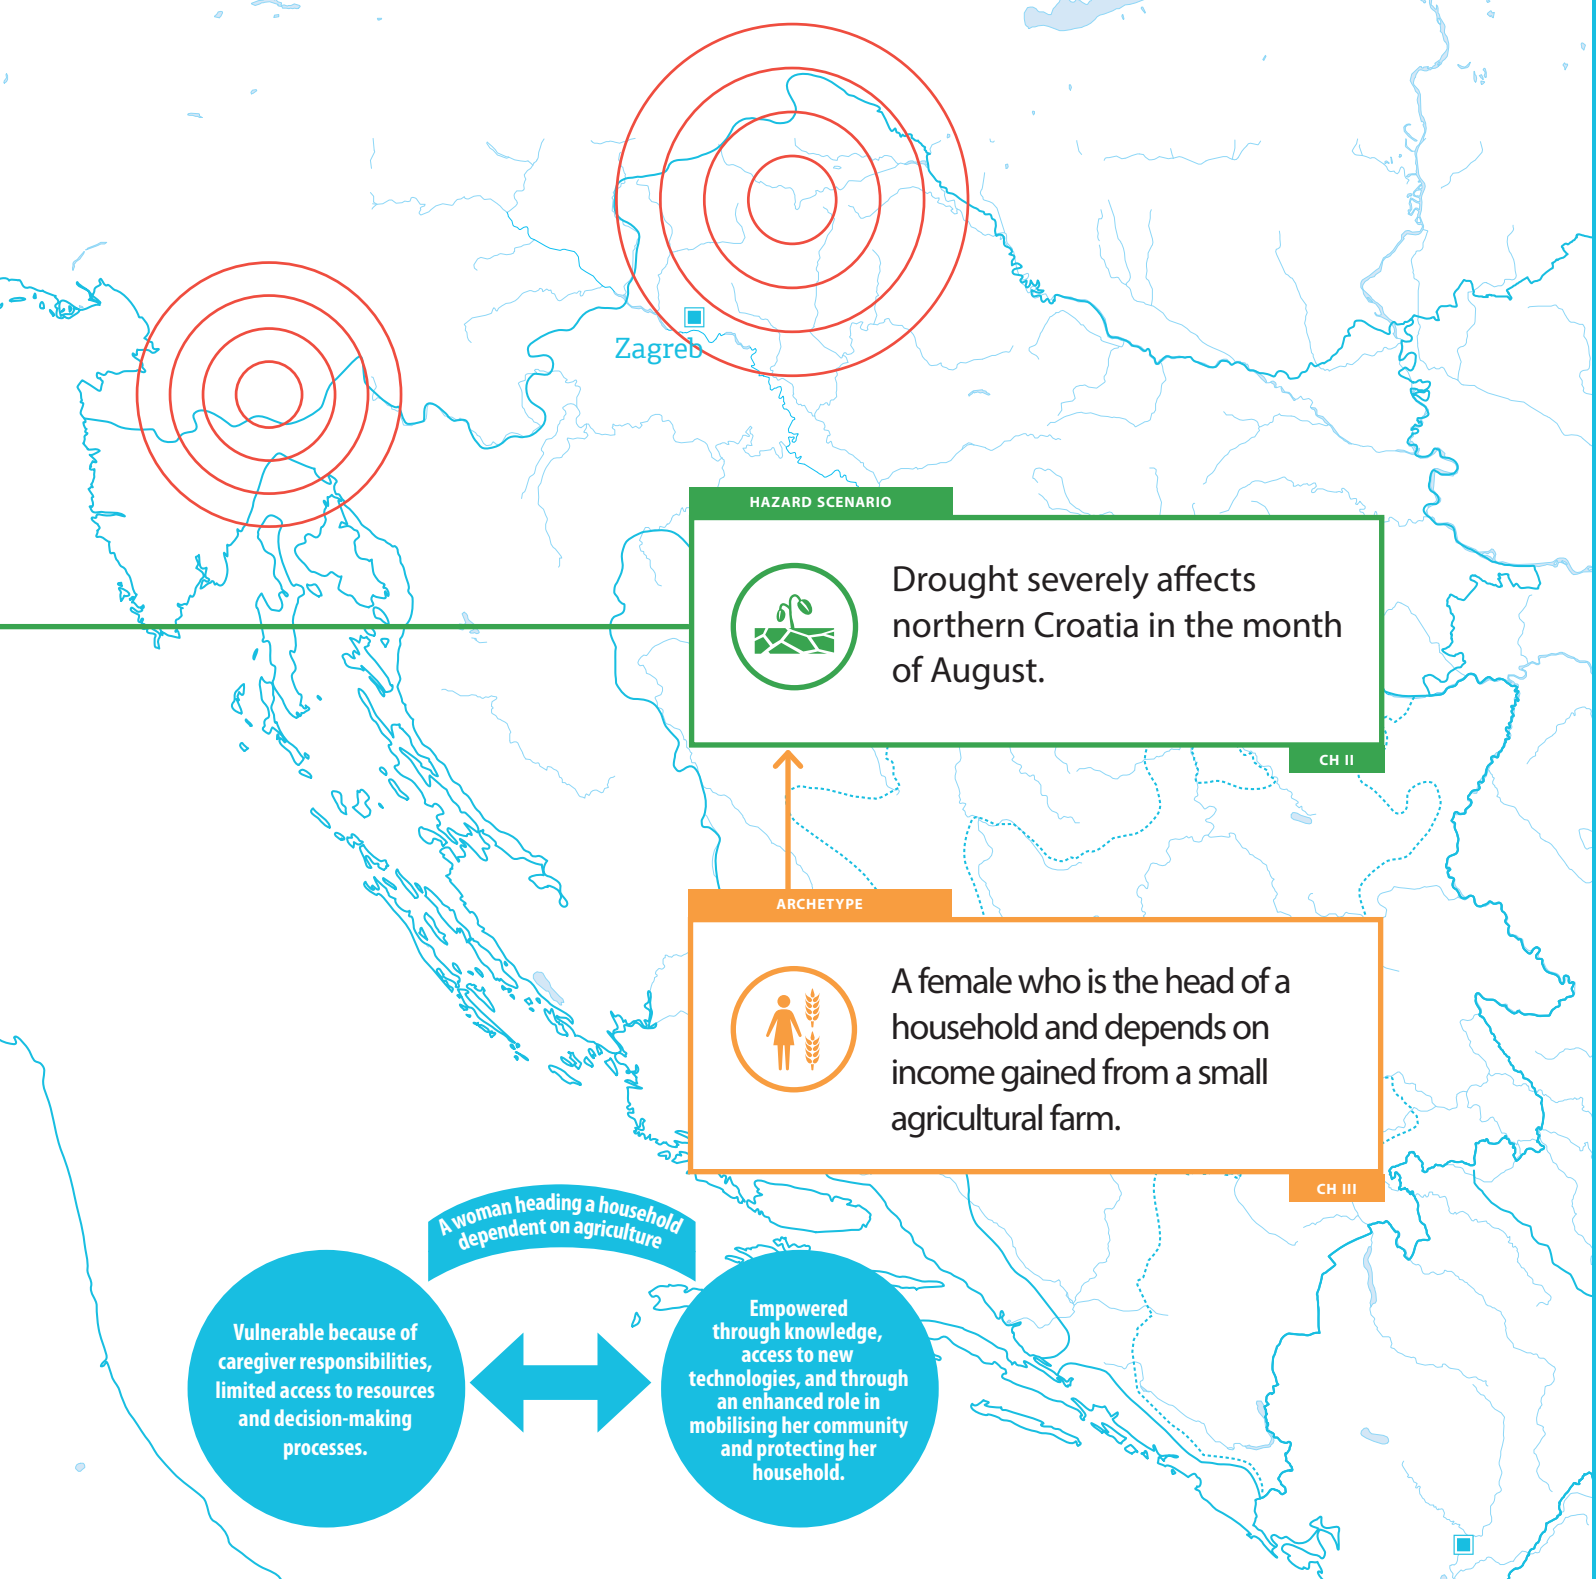 Zagreb
HAZARD SCENARIO
Drought severely affects
northern Croatia in the month
of August.
CH II
ARCHETYPE
A female who is the head of a
household and depends on
income gained from a small
agricultural farm.
CH III
A woman heading a household
dependent on agriculture
Vulnerable because of
caregiver responsibilities,
limited access to resources
and decision-making
processes.
Empowered
through knowledge,
access to new
technologies, and through
an enhanced role in
mobilising her community
and protecting her
household.